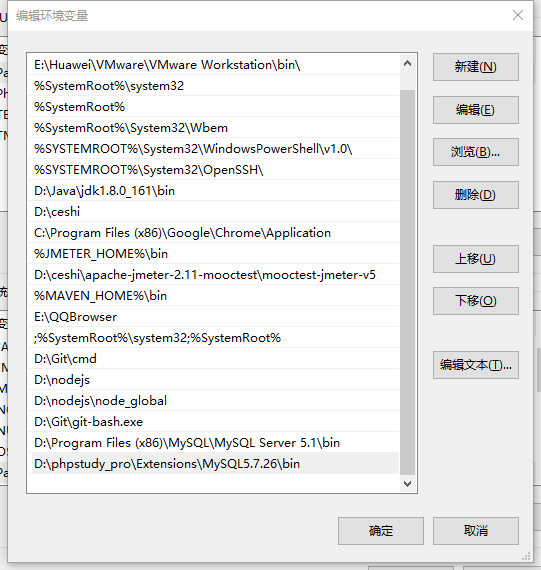 编辑环境变量
E:\Huawei\VMware\VMware Workstation\bin\
%SystemRoot%\system32
%SystemRoot%
%SystemRoot%\System32\Wbem
%SYSTEMROOT%\System32\WindowsPowerShell\v1.0\
%SYSTEMROOT%\System32\OpenSSH\
D:\Java\jdk1.8.0_161\bin
D:\ceshi
C:\Program Files (x86)\Google\Chrome\Application
%JMETER_HOME%\bin
D:\ceshi\apache-jmeter-2.11-mooctest\mooctest-jmeter-v5
%MAVEN_HOME%\bin
E:\QQBrowser
;%SystemRoot%\system32;%SystemRoot%
D:\Git\cmd
D:\nodejs
D:\nodejs\node_global
D:\Git\git-bash.exe
D:\Program Files (x86)\MySQL\MySQL Server 5.1\bin
D:\phpstudy_pro\Extensions\MySQL5.7.26\bin
新建(N)
编辑(E)
浏览(B)...
删除(D)
上移(U)
下移(O)
编辑文本(T)...
确定
取消